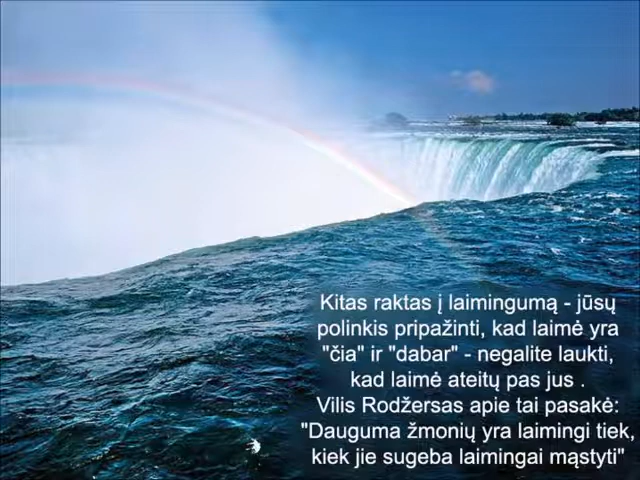 Kitas raktas į laimingumą - jūsų
polinkis pripažinti, kad laimė yra
"čia" ir "dabar" - negalite laukti,
kad laimė ateitų pas jus .
Vilis Rodžersas apie tai pasakė:
"Dauguma žmonių yra laimingi tiek,
kiek jie sugeba laimingai mąstyti"